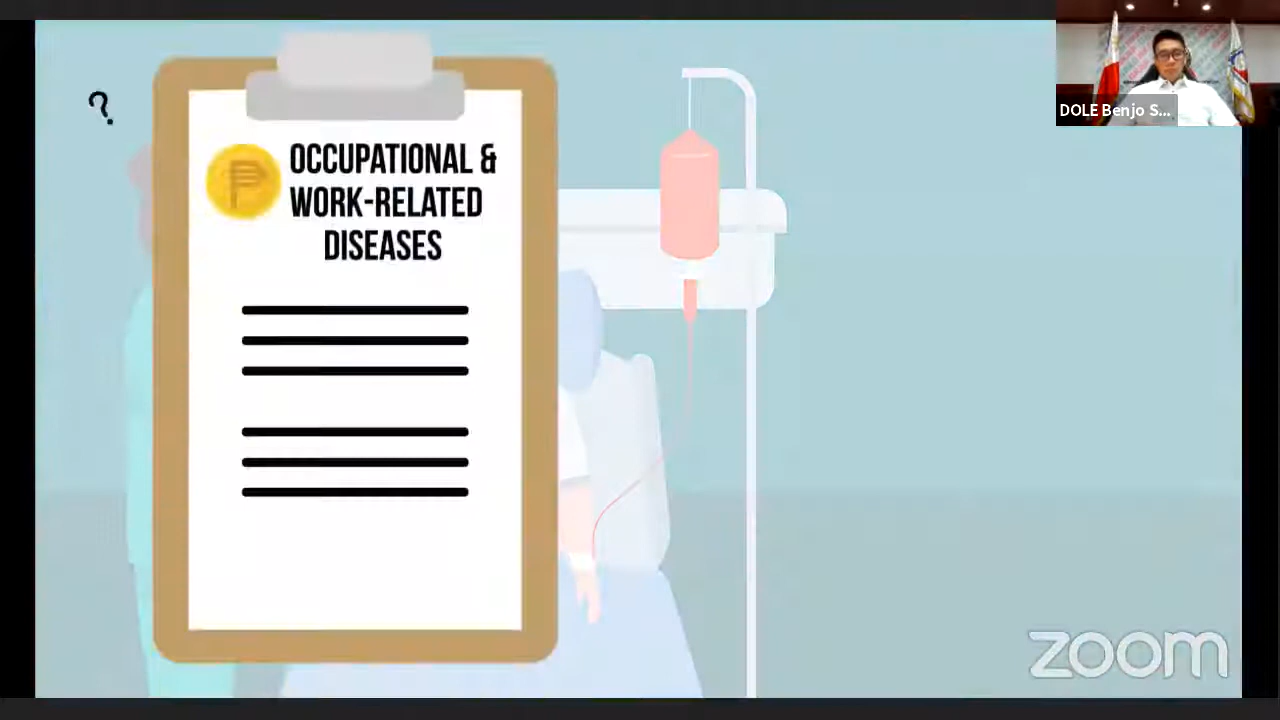 DOLE Benjo S...
?
OCCUPATIONAL &
WORK-RELATED
DISEASES
zoom